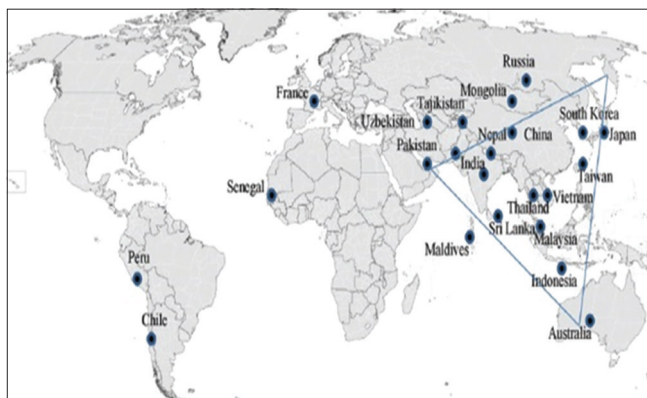 Russia
France
Mongolia
Tajikistan
Uzbekistan
South Korea
Nepal
China
Japan
Pakistan
India
Taiwan
Senegal
Thailand
Vietnam
Sri Lanka
Malaysia
Maldives
Peru
Indonesia
Chile
Australia